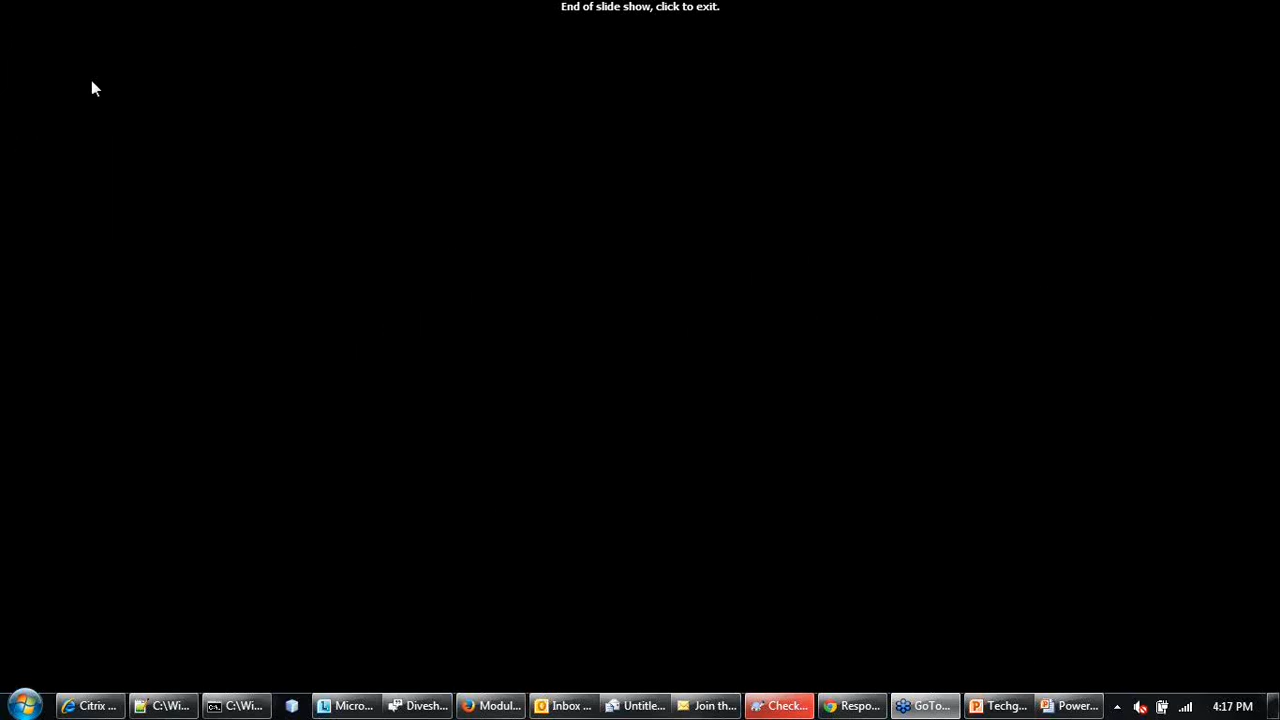 End of slide show, click to exit.
Citrix ...
C:\Wi...
C:\Wi...
Micro...
Divesh...
Modul...
Inbox ...
Untitle...
Join th...
Check...
Respo...
GoTo...
Techg...
Power...
4:17 PM